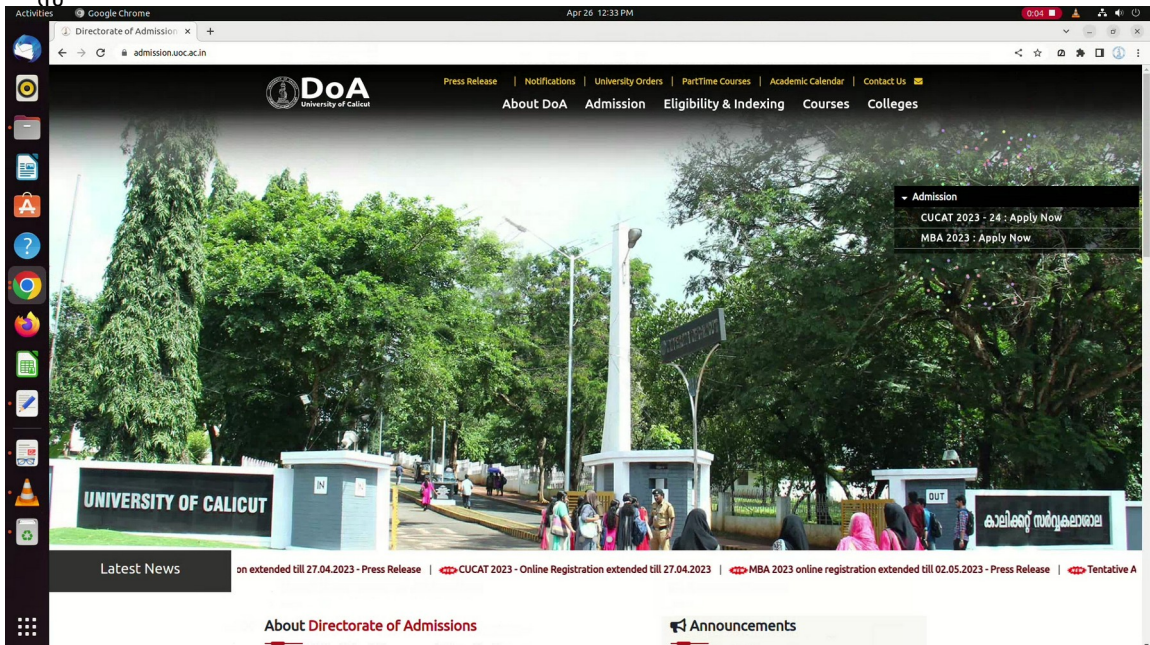 Activities
Google Chrome
Apr 26 12:33 PM
0:04
Directorate of Admission
admission.uoc.ac.in
DoA
University of Calicut
Press Release | Notifications | University Orders | PartTime Courses | Academic Calendar | Contact Us
About DoA Admission Eligibility & Indexing Courses Colleges
Admission
CUCAT 2023 - 24 : Apply Now
MBA 2023 : Apply Now
IN
OUT
UNIVERSITY OF CALICUT
കാലിക്കറ്റ് സർവ്വകലാശാല
Latest News
on extended till 27.04.2023 - Press Release | CUCAT 2023 - Online Registration extended till 27.04.2023 | MBA 2023 online registration extended till 02.05.2023 - Press Release | Tentative A
About Directorate of Admissions
Announcements